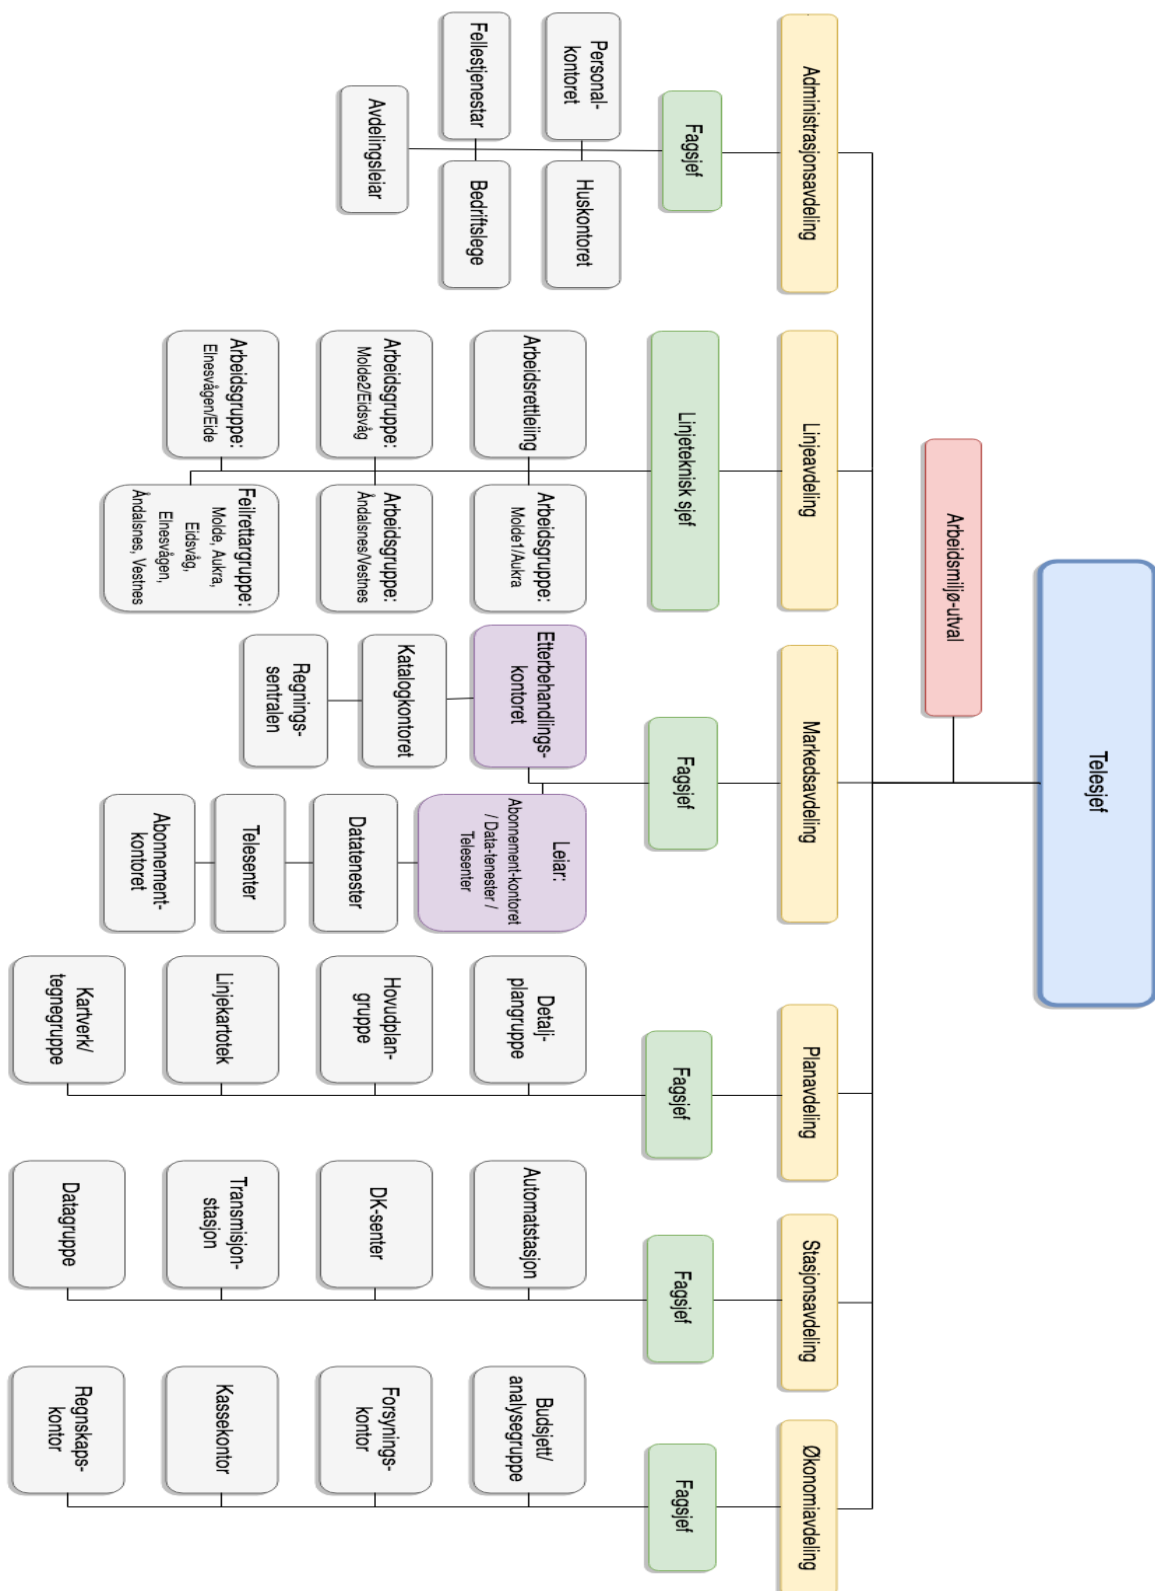 Telesjef
Arbeidsmiljø-utval
Administrasjonsavdeling
Linjeavdeling
Markedsavdeling
Planavdeling
Stasjonsavdeling
Økonomiavdeling
Fagsjef
Linjeteknisk sjef
Fagsjef
Fagsjef
Fagsjef
Fagsjef
Personal-
kontoret
Huskontoret
Fellestjenestar
Bedriftslege
Avdelingsleiar
Arbeidsrettleiing
Arbeidsgruppe:
Molde1/Aukra
Arbeidsgruppe:
Molde2/Eidsvåg
Arbeidsgruppe:
Åndalsnes/Vestnes
Arbeidsgruppe:
Elnesvågen/Eide
Feilrettargruppe:
Molde, Aukra,
Eidsvåg,
Elnesvågen,
Åndalsnes, Vestnes
Etterbehandlings-
kontoret
Katalogkontoret
Regnings-
sentralen
Leiar:
Abonnement-kontoret
/ Data-tenester /
Telesenter
Datatenester
Telesenter
Abonnement-
kontoret
Detalj-
plangruppe
Hovudplan-
gruppe
Linjekartotek
Kartverk/
tegnegruppe
Automatstasjon
DK-senter
Transmisjon-
stasjon
Datagruppe
Budsjett/
analysegruppe
Forsynings-
kontor
Kassekontor
Regnskaps-
kontor